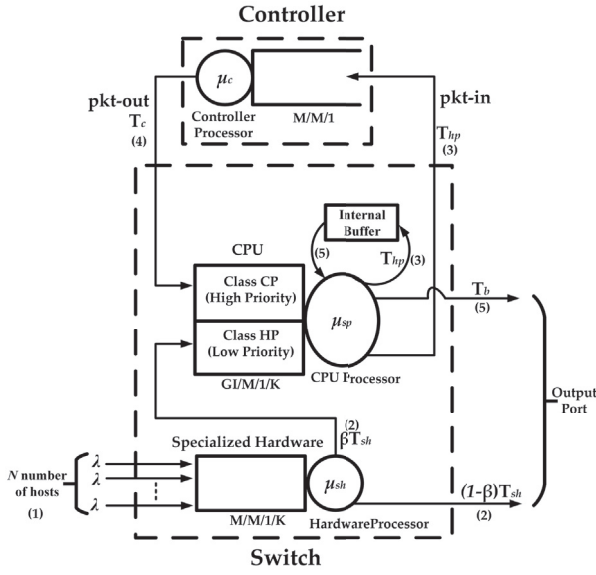 Controller
μc
pkt-out
Tc
(4)
Controller
Processor
M/M/1
pkt-in
Thp
(3)
Internal
Buffer
CPU
(5)
Thp
(3)
Class CP
(High Priority)
Class HP
(Low Priority)
μsp
Tb
(5)
GI/M/1/K
CPU Processor
Output
Port
Specialized Hardware
(2)
βTsh
N number
of hosts
(1)
λ
λ
λ
μsh
(1-β)Tsh
(2)
M/M/1/K
HardwareProcessor
Switch